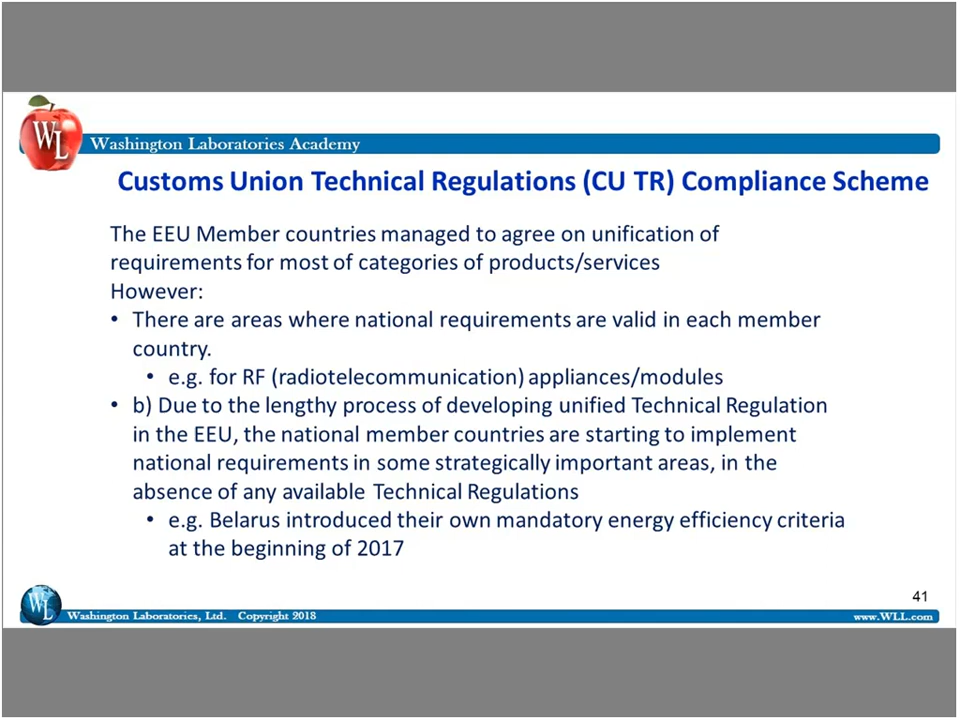 WL
Washington Laboratories Academy
Customs Union Technical Regulations (CU TR) Compliance Scheme
The EEU Member countries managed to agree on unification of
requirements for most of categories of products/services
However:
• There are areas where national requirements are valid in each member
country.
• e.g. for RF (radiotelecommunication) appliances/modules
• b) Due to the lengthy process of developing unified Technical Regulation
in the EEU, the national member countries are starting to implement
national requirements in some strategically important areas, in the
absence of any available Technical Regulations
• e.g. Belarus introduced their own mandatory energy efficiency criteria
at the beginning of 2017
41
WL
Washington Laboratories, Ltd. Copyright 2018
www.WLL.com